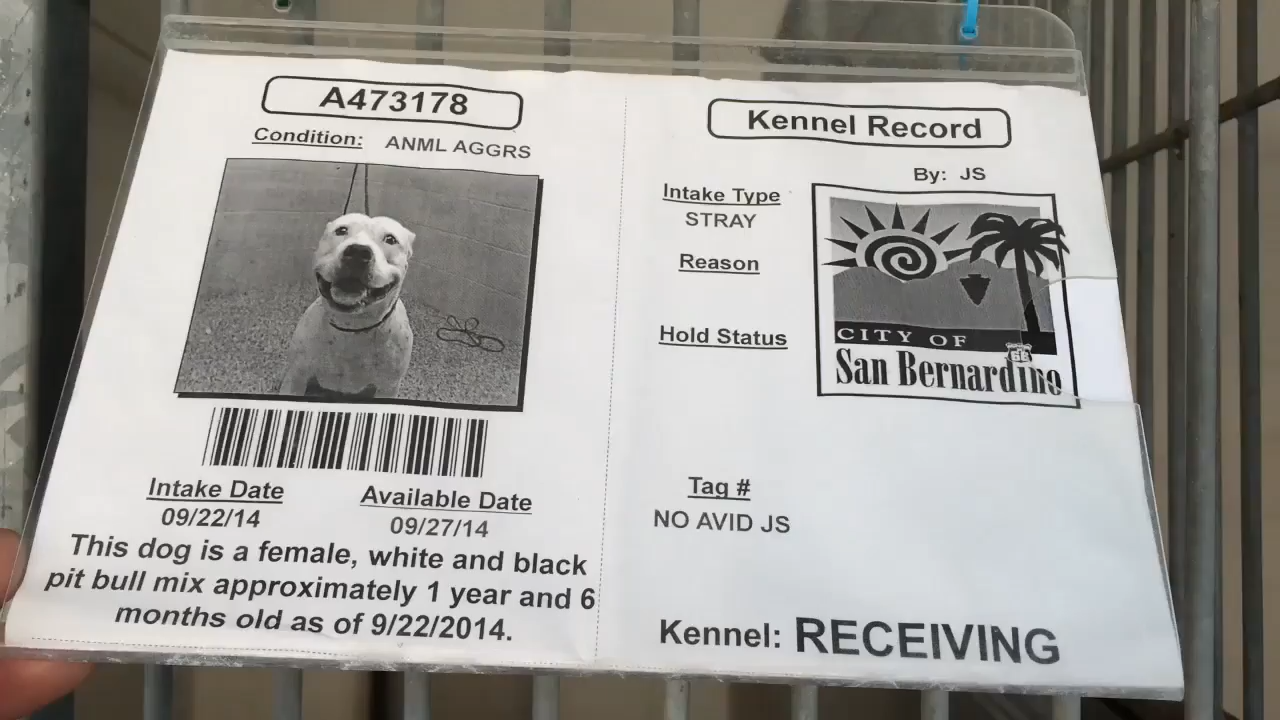 A473178
Condition: ANML AGGRS
Intake Date
09/22/14
Available Date
09/27/14
This dog is a female, white and black
pit bull mix approximately 1 year and 6
months old as of 9/22/2014.
Kennel Record
By: JS
Intake Type
STRAY
Reason
Hold Status
CITY OF
San Bernardino
66
Tag #
NO AVID JS
Kennel: RECEIVING